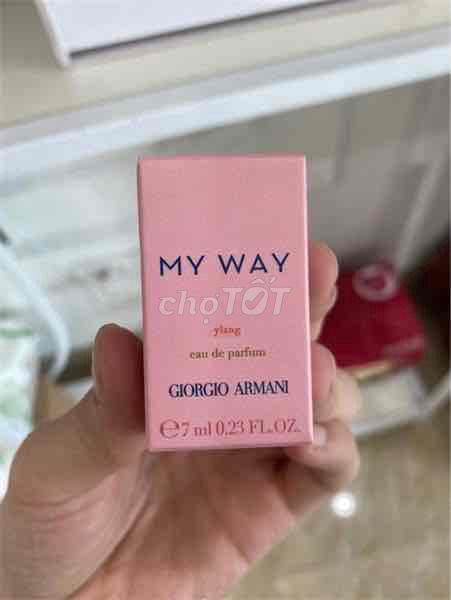 MY WAY
chợTỐT
ylang
eau de parfum
GIORGIO ARMANI
℮7 ml 0.23 FL.OZ.